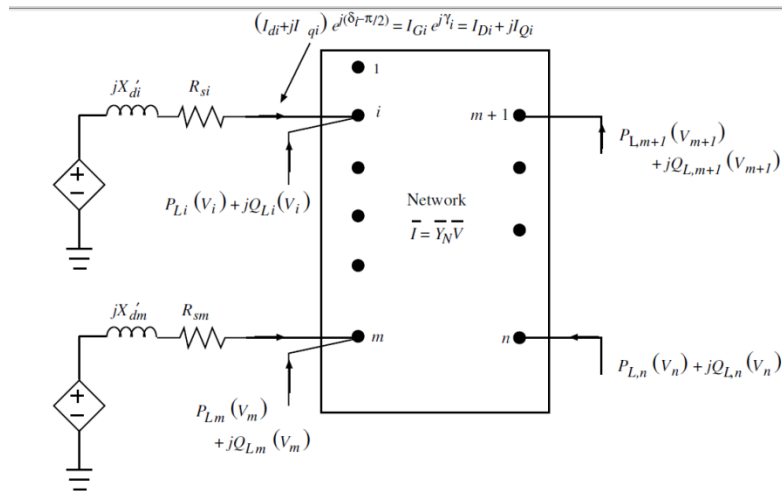 (I_di+jI_qi) e^{j(δ_i-π/2)} = I_Gi e^{jγ_i} = I_Di + jI_Qi
jX'_di
R_si
1
i
m + 1
P_L,m+1 (V_m+1)
+ jQ_L,m+1 (V_m+1)
+
−
P_Li (V_i) + jQ_Li (V_i)
Network
I̅ = Y̅_N V̅
jX'_dm
R_sm
m
n
+
−
P_L,n (V_n) + jQ_L,n (V_n)
P_Lm (V_m)
+ jQ_Lm (V_m)